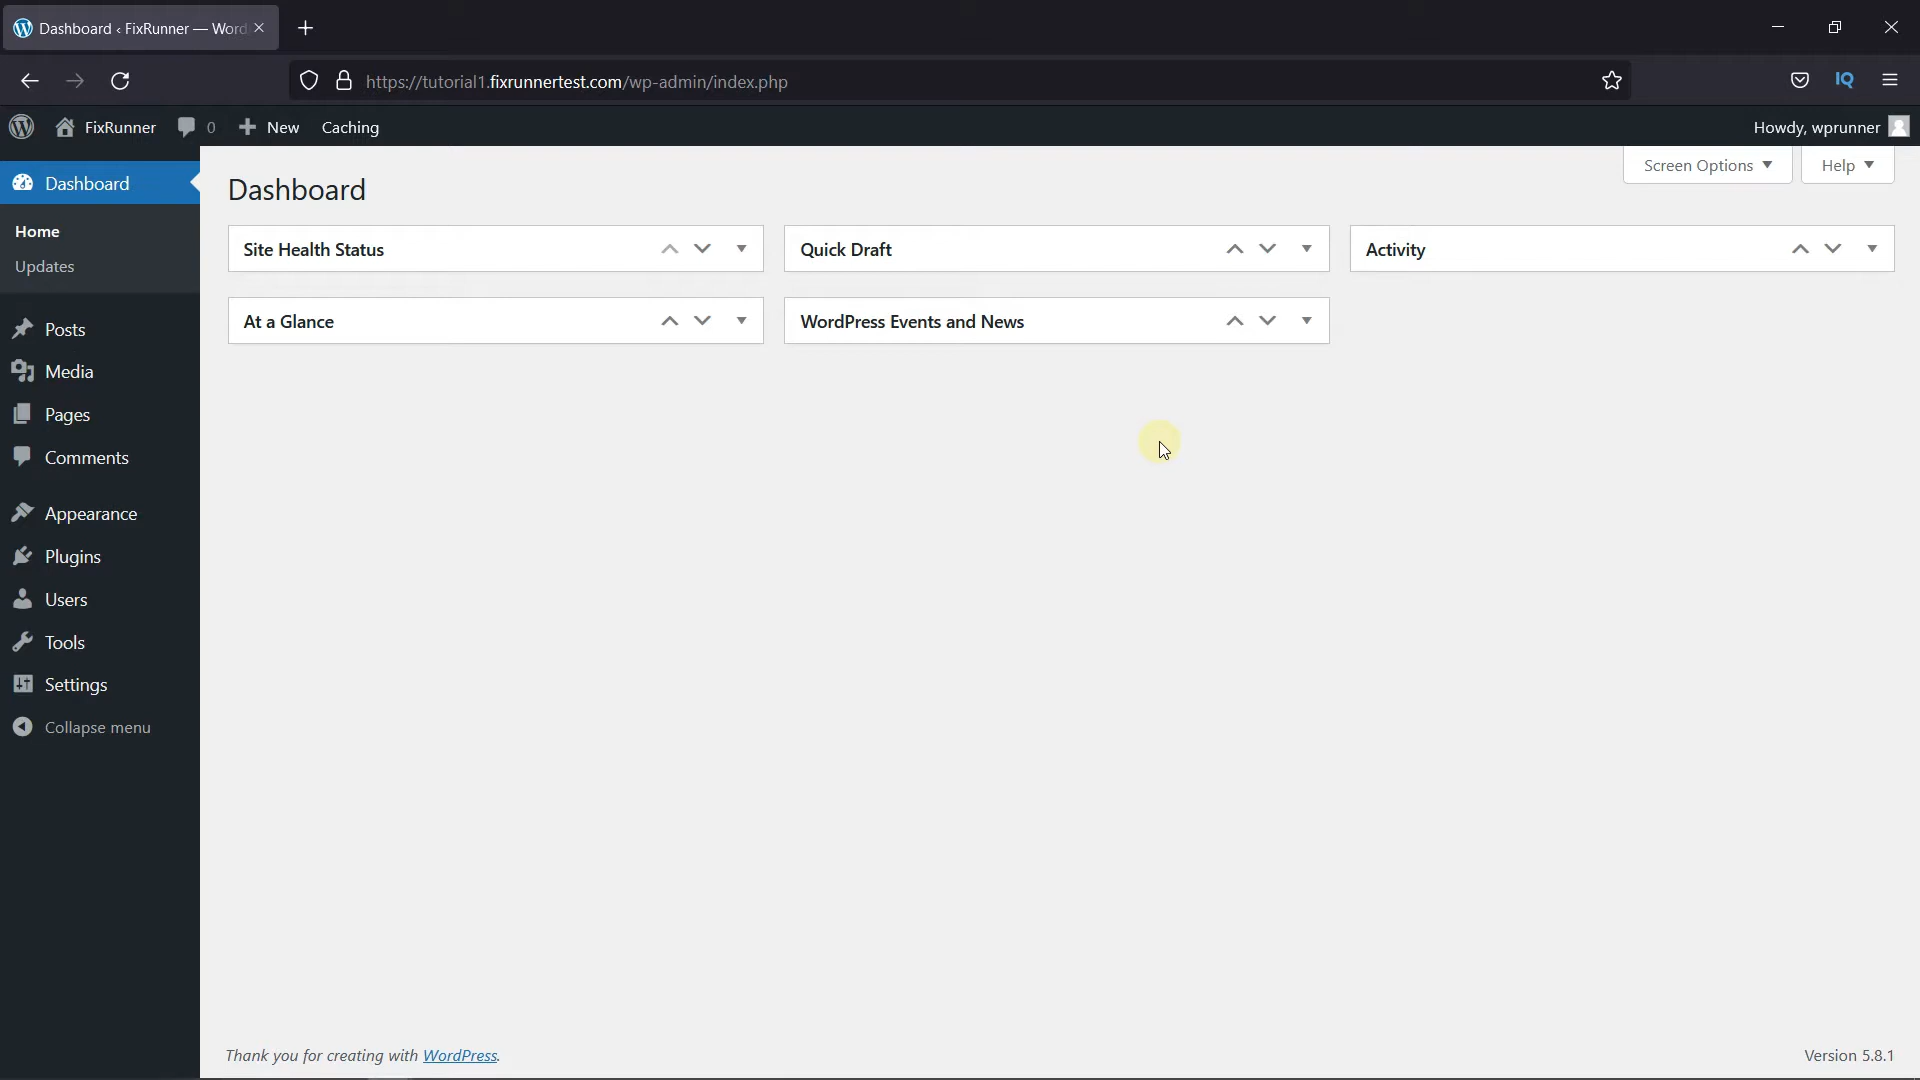 Dashboard ‹ FixRunner — Word
https://tutorial1.fixrunnertest.com/wp-admin/index.php
IQ
FixRunner 0 New Caching Howdy, wprunner
Screen Options Help
Dashboard
Home
Updates
Posts
Media
Pages
Comments
Appearance
Plugins
Users
Tools
Settings
Collapse menu
Dashboard
Site Health Status
Quick Draft
Activity
At a Glance
WordPress Events and News
Thank you for creating with WordPress.
Version 5.8.1